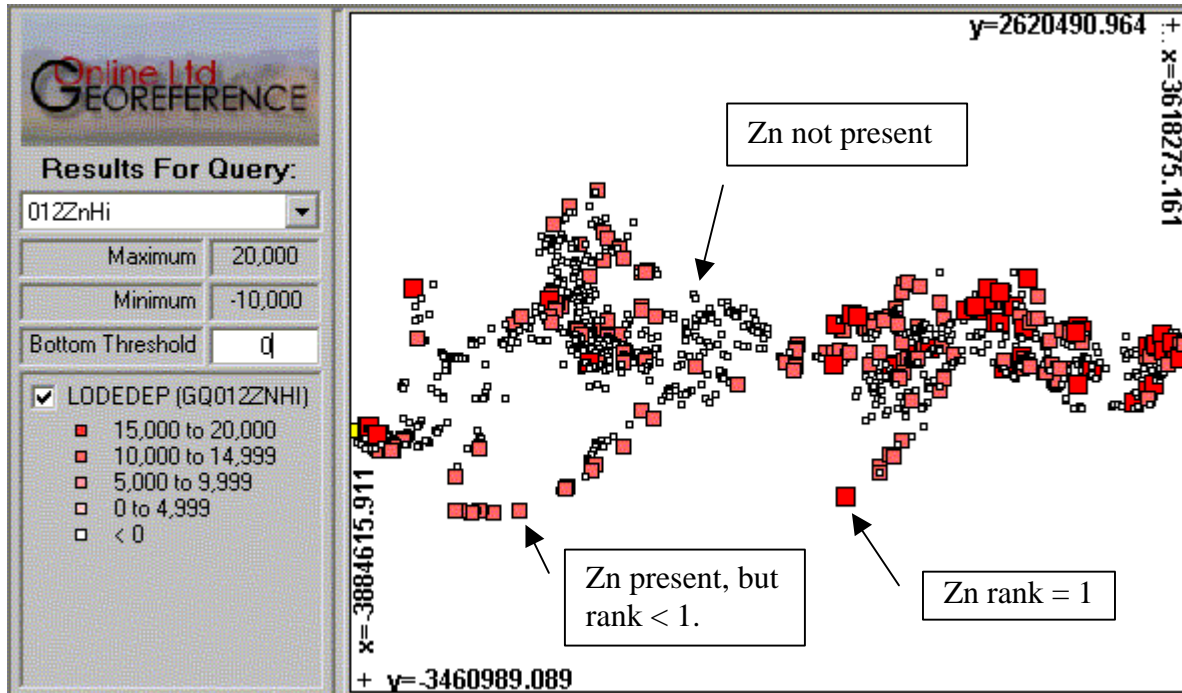 Online Ltd
GEOREFERENCE
Results For Query:
012ZnHi
Maximum 20,000
Minimum -10,000
Bottom Threshold 0
LODEDEP (GQ012ZNHI)
15,000 to 20,000
10,000 to 14,999
5,000 to 9,999
0 to 4,999
< 0
y=2620490.964 +
x=3618275.161
Zn not present
Zn present, but
rank < 1.
Zn rank = 1
x=-3884615.911
+ y=-3460989.089